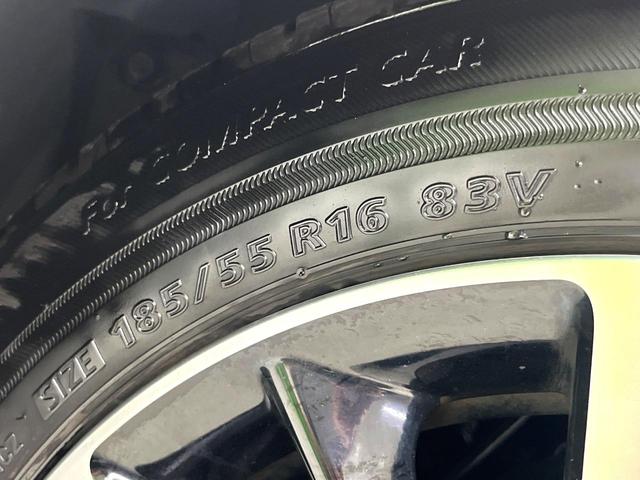 For COMPACT CAR
SIZE 185/55 R16 83V